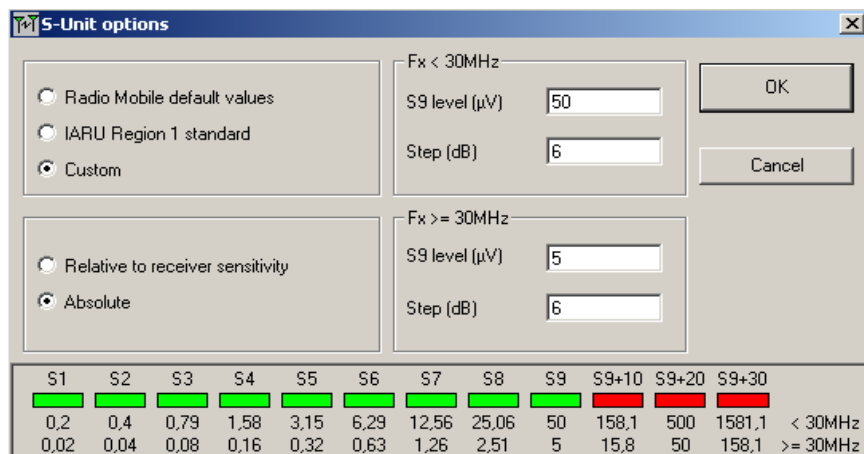 S-Unit options
Radio Mobile default values
IARU Region 1 standard
Custom
Fx < 30MHz
S9 level (µV) 50
Step (dB) 6
OK
Cancel
Relative to receiver sensitivity
Absolute
Fx >= 30MHz
S9 level (µV) 5
Step (dB) 6
S1 S2 S3 S4 S5 S6 S7 S8 S9 S9+10 S9+20 S9+30
0,2 0,4 0,79 1,58 3,15 6,29 12,56 25,06 50 158,1 500 1581,1 < 30MHz
0,02 0,04 0,08 0,16 0,32 0,63 1,26 2,51 5 15,8 50 158,1 >= 30MHz